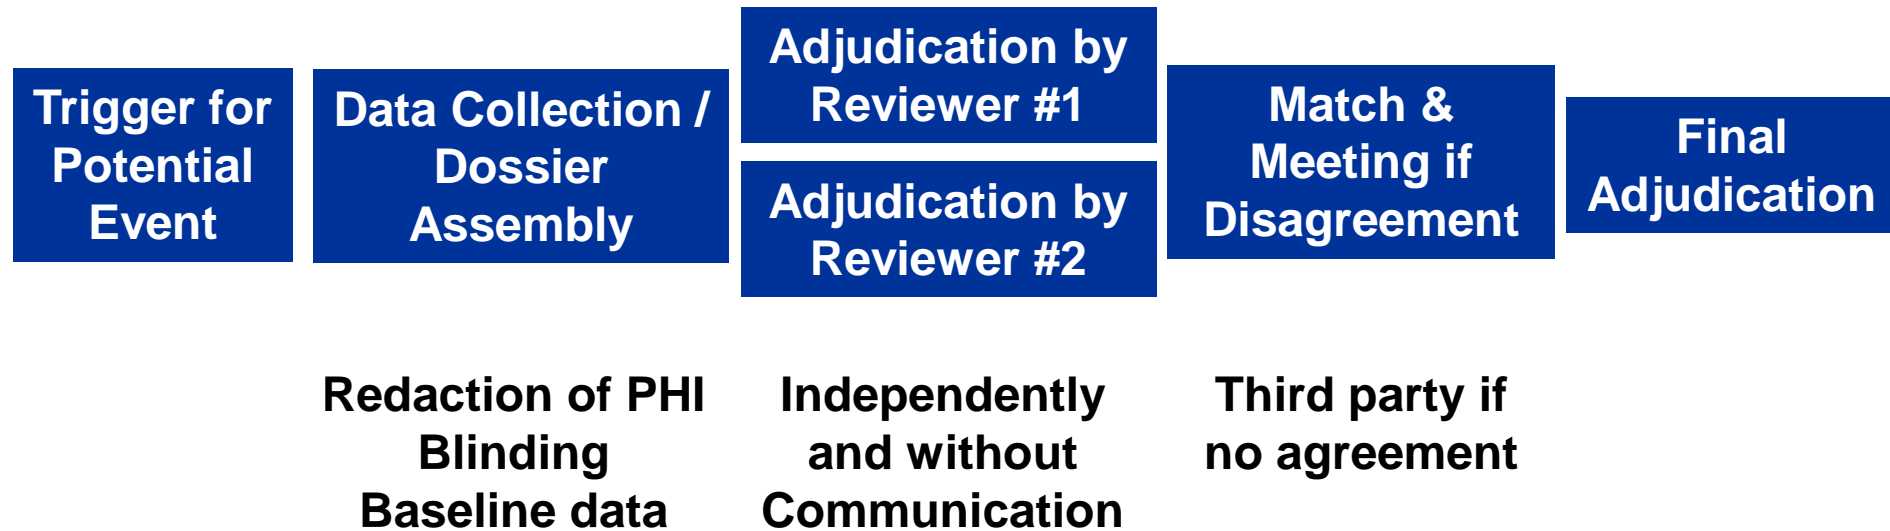 Trigger for
Potential
Event
Data Collection /
Dossier
Assembly
Adjudication by
Reviewer #1
Adjudication by
Reviewer #2
Match &
Meeting if
Disagreement
Final
Adjudication
Redaction of PHI
Blinding
Baseline data
Independently
and without
Communication
Third party if
no agreement